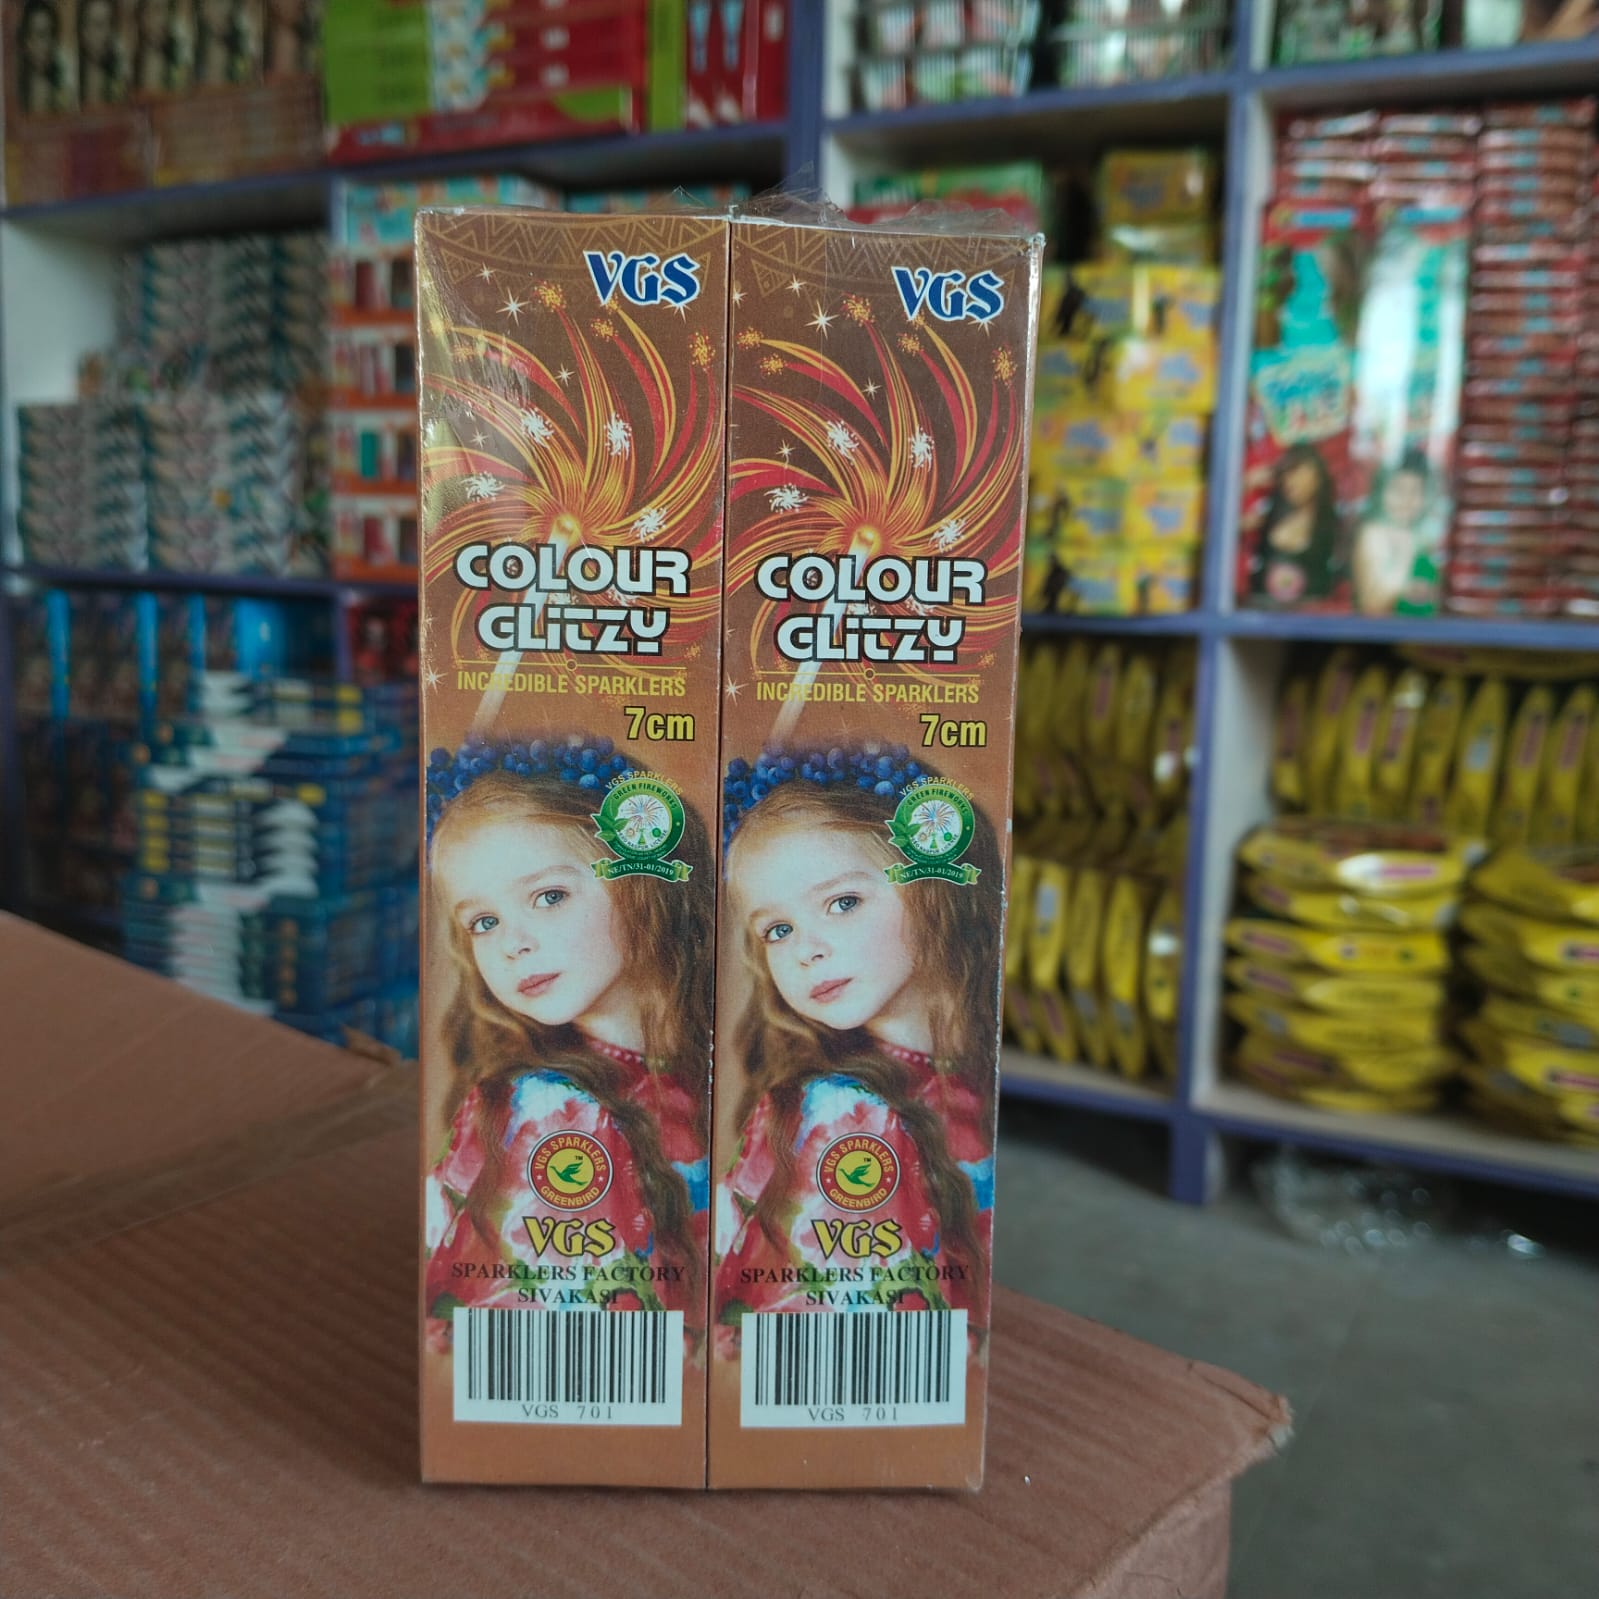 VGS
COLOUR
GLITZY
INCREDIBLE SPARKLERS
7cm
VGS SPARKLERS
GREEN FIREWORKS
NE/TN/31-01/2019
VGS SPARKLERS
TM
GREENBIRD
VGS
SPARKLERS FACTORY
SIVAKASI
VGS 701
VGS
COLOUR
GLITZY
INCREDIBLE SPARKLERS
7cm
VGS SPARKLERS
GREEN FIREWORKS
NE/TN/31-01/2019
VGS SPARKLERS
TM
GREENBIRD
VGS
SPARKLERS FACTORY
SIVAKASI
VGS 701